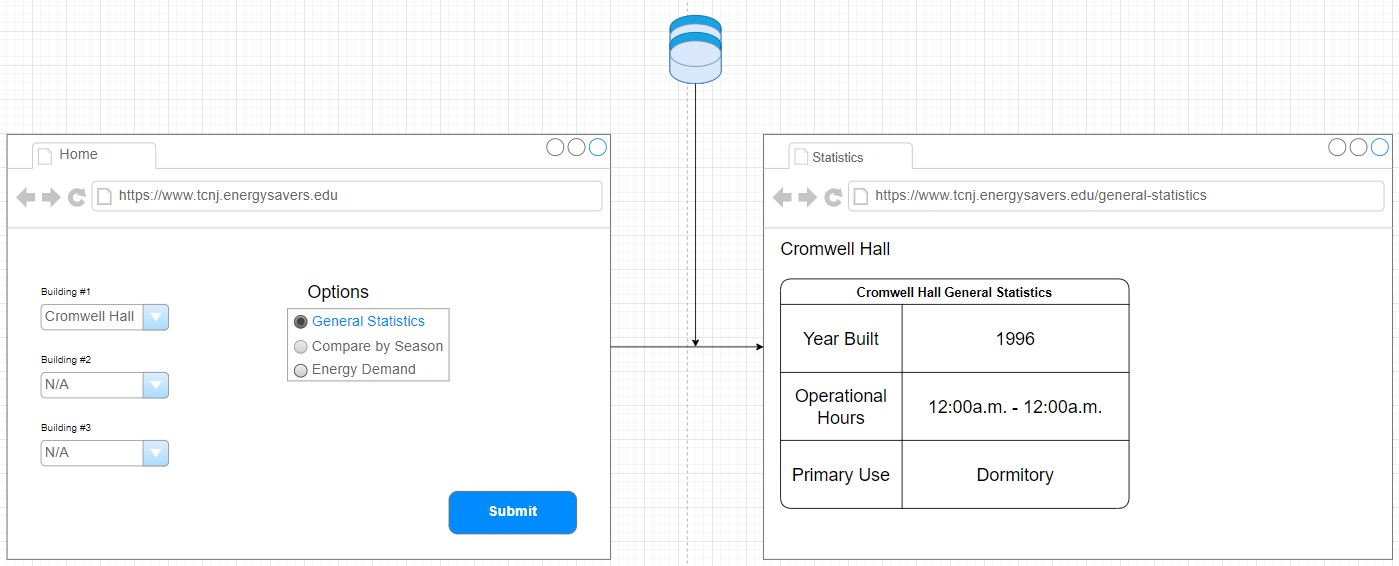 Home
https://www.tcnj.energysavers.edu
Building #1
Cromwell Hall
Building #2
N/A
Building #3
N/A
Options
General Statistics
Compare by Season
Energy Demand
Submit
Statistics
https://www.tcnj.energysavers.edu/general-statistics
Cromwell Hall
Cromwell Hall General Statistics
Year Built 1996
Operational
Hours
12:00a.m. - 12:00a.m.
Primary Use Dormitory